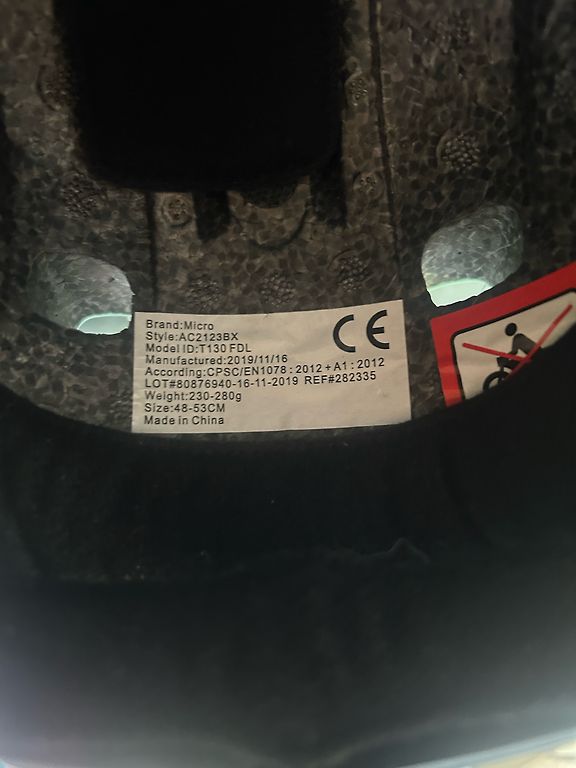 Brand:Micro
Style:AC2123BX
Model ID:T130 FDL
Manufactured:2019/11/16
According:CPSC/EN1078 : 2012 + A1 : 2012
LOT#80876940-16-11-2019 REF#282335
Weight:230-280g
Size:48-53CM
Made in China
CE